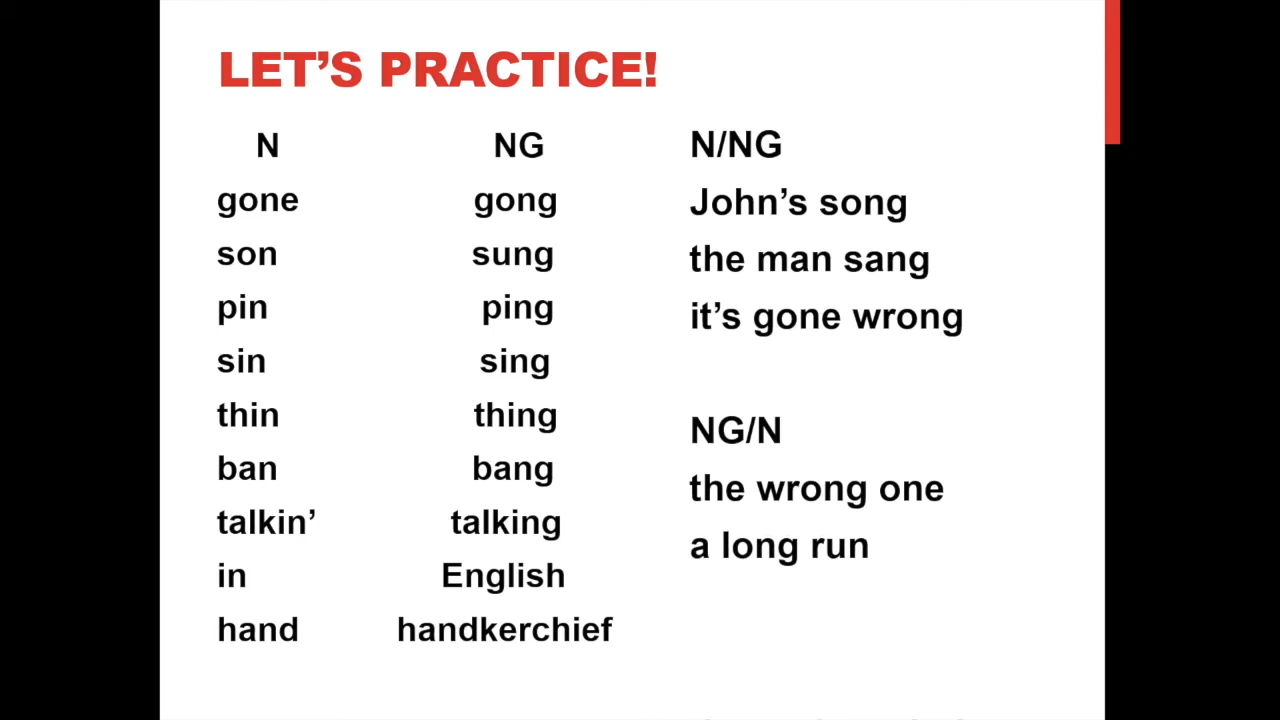 LET’S PRACTICE!
N NG
gone gong
son sung
pin ping
sin sing
thin thing
ban bang
talkin’ talking
in English
hand handkerchief
N/NG
John’s song
the man sang
it’s gone wrong
NG/N
the wrong one
a long run